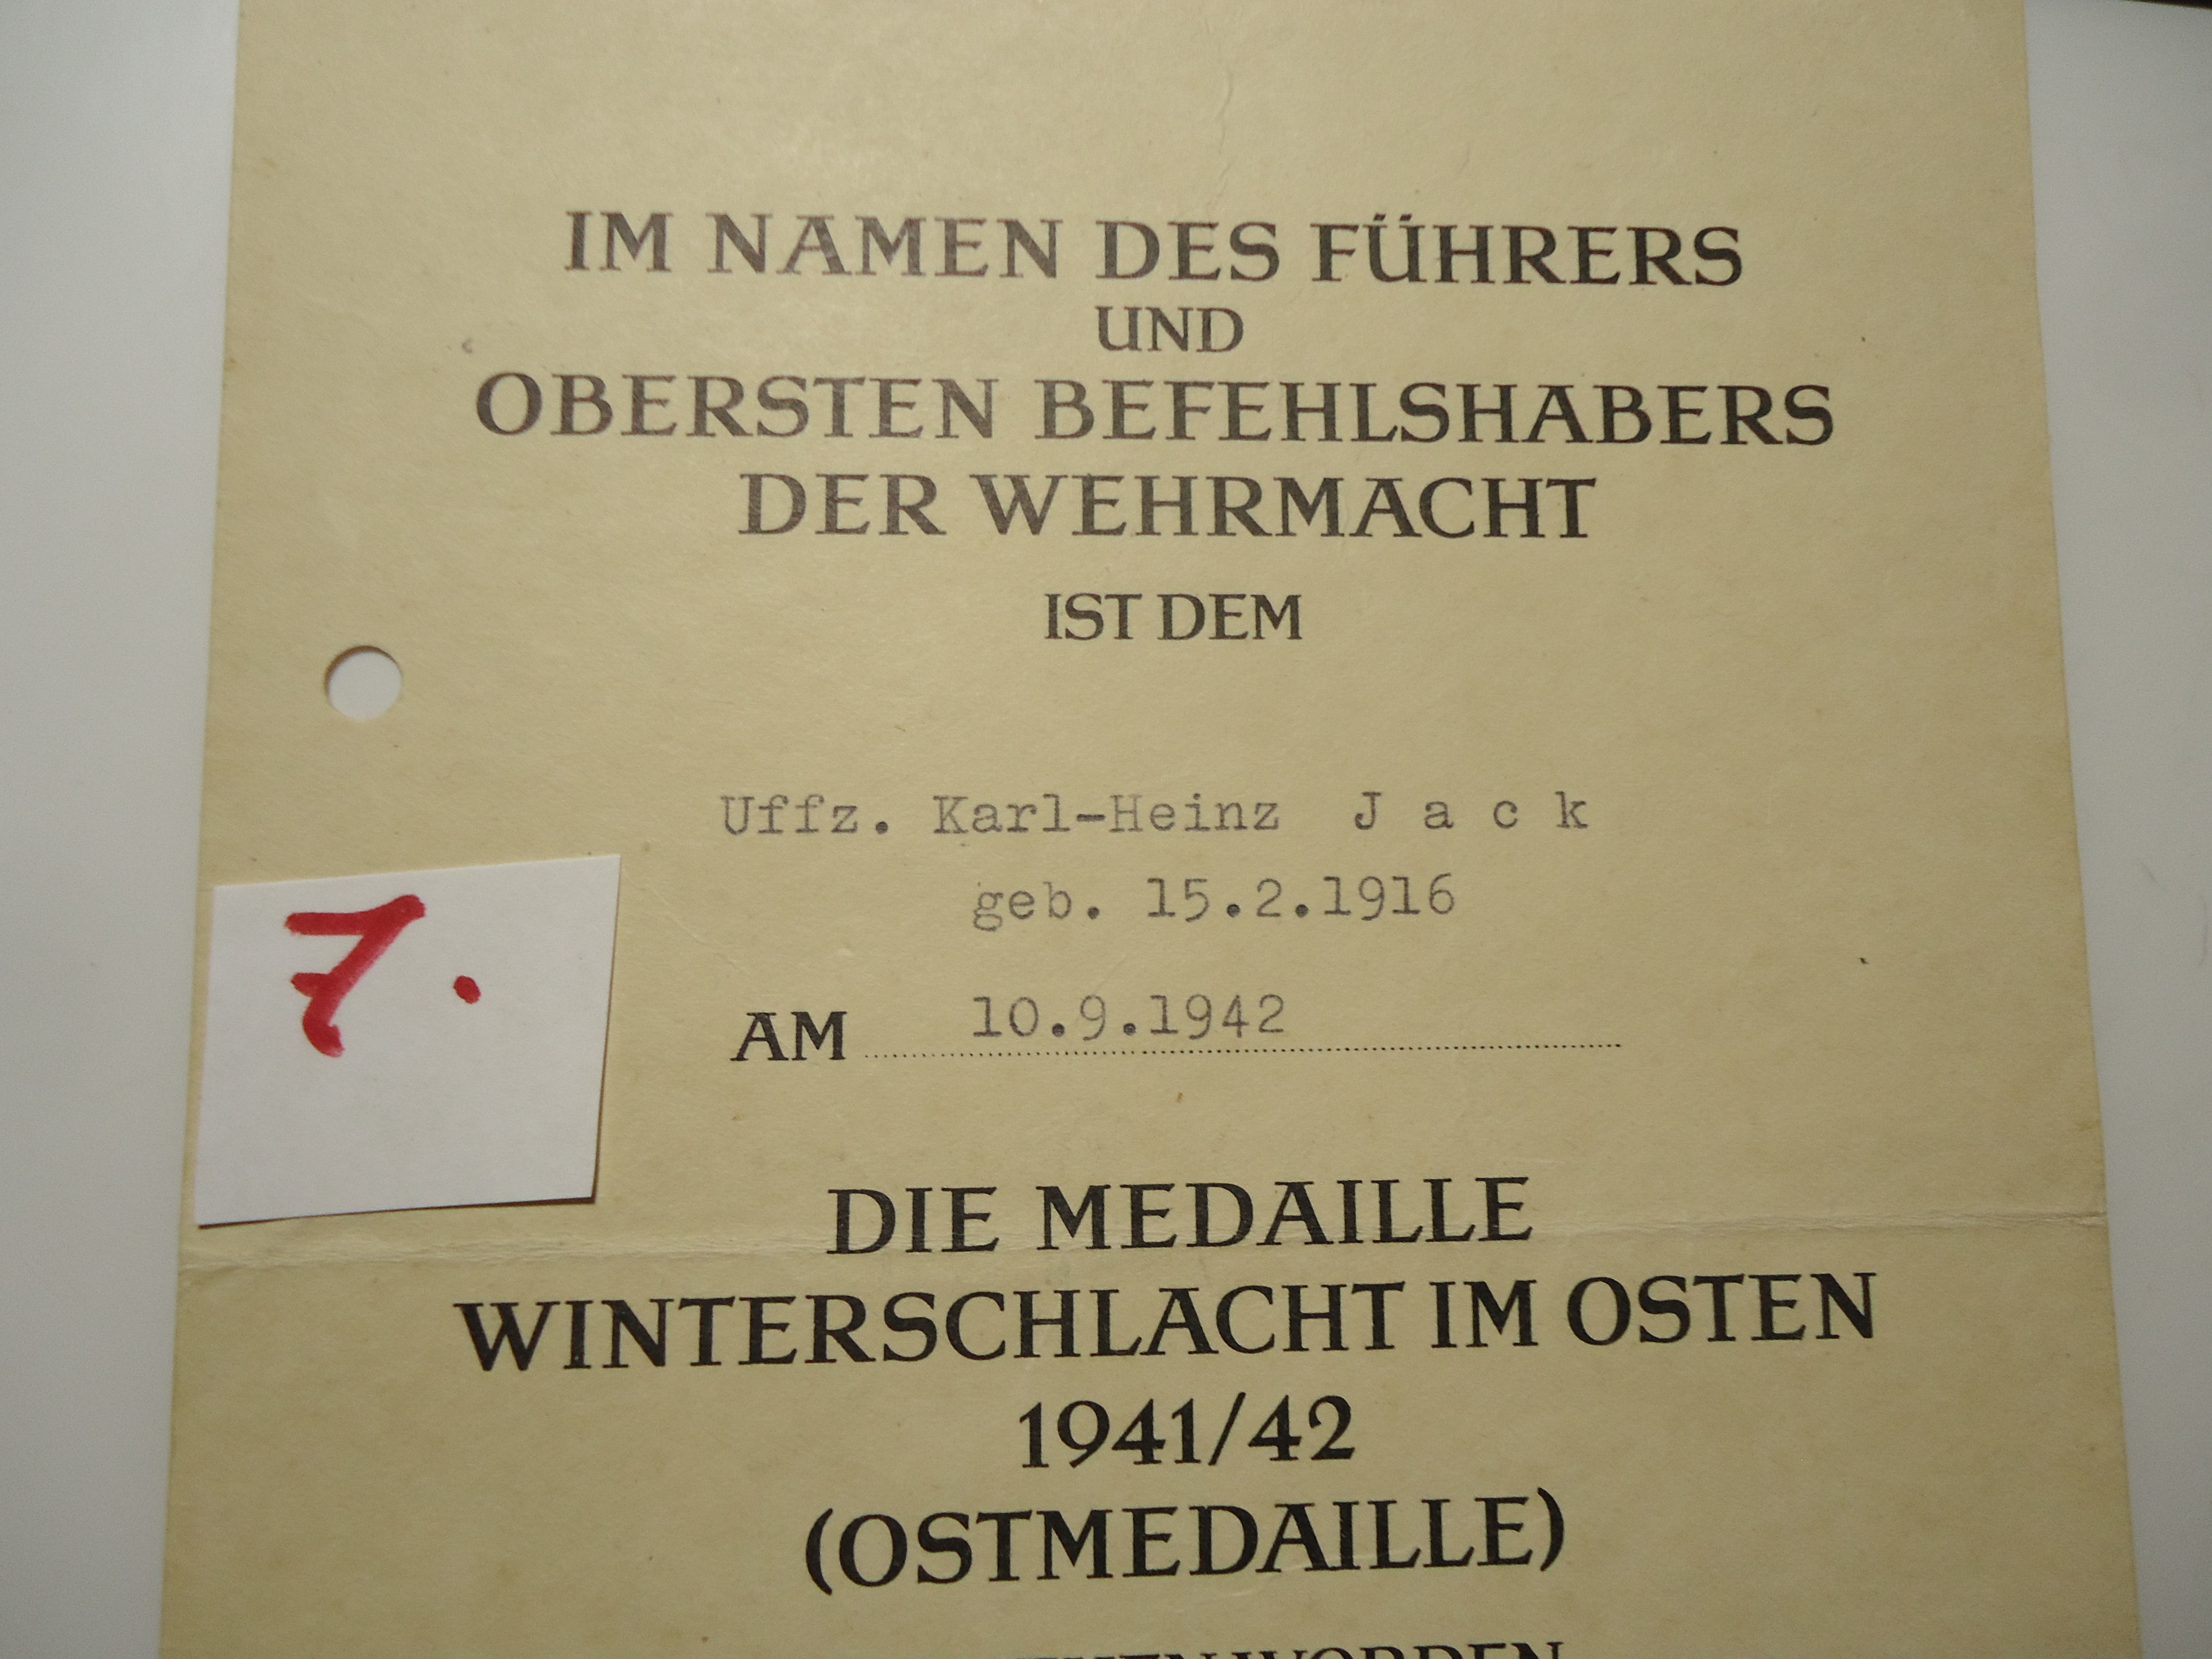 IM NAMEN DES FÜHRERS
UND
OBERSTEN BEFEHLSHABERS
DER WEHRMACHT
IST DEM
Uffz. Karl-Heinz J a c k
geb. 15.2.1916
7.
AM 10.9.1942
DIE MEDAILLE
WINTERSCHLACHT IM OSTEN
1941/42
(OSTMEDAILLE)
WORDEN